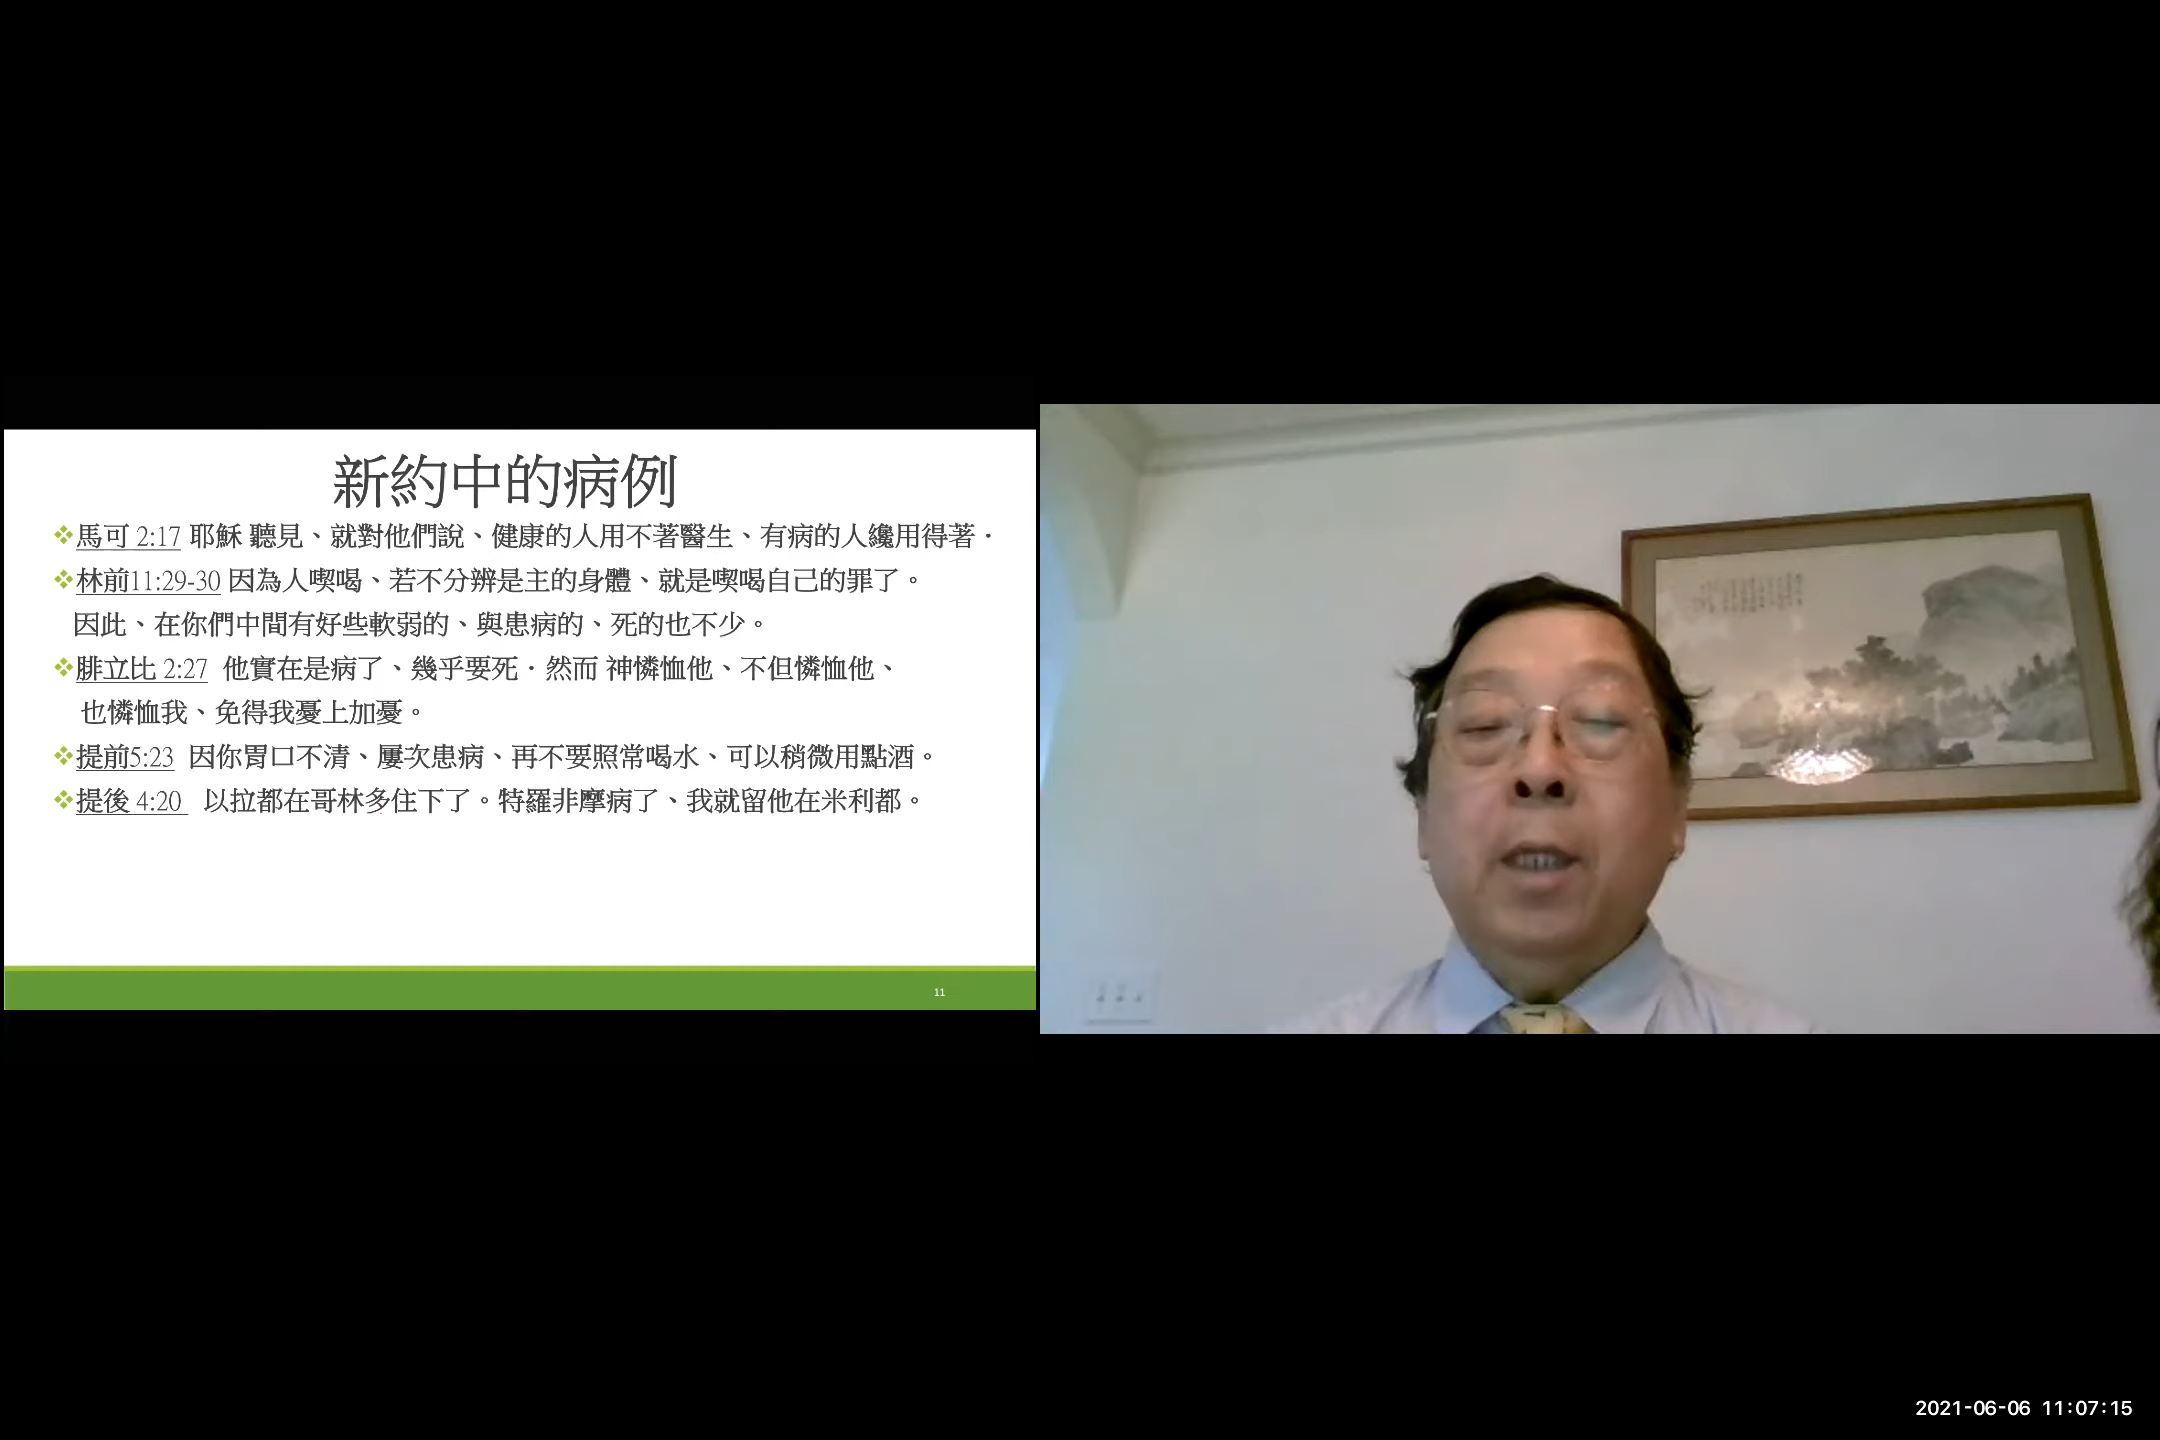 新約中的病例
馬可 2:17 耶穌 聽見、就對他們說、健康的人用不著醫生、有病的人纔用得著．
林前11:29-30 因為人喫喝、若不分辨是主的身體、就是喫喝自己的罪了。
因此、在你們中間有好些軟弱的、與患病的、死的也不少。
腓立比 2:27 他實在是病了、幾乎要死．然而 神憐恤他、不但憐恤他、
也憐恤我、免得我憂上加憂。
提前5:23 因你胃口不清、屢次患病、再不要照常喝水、可以稍微用點酒。
提後 4:20 以拉都在哥林多住下了。特羅非摩病了、我就留他在米利都。
11
2021-06-06 11:07:15